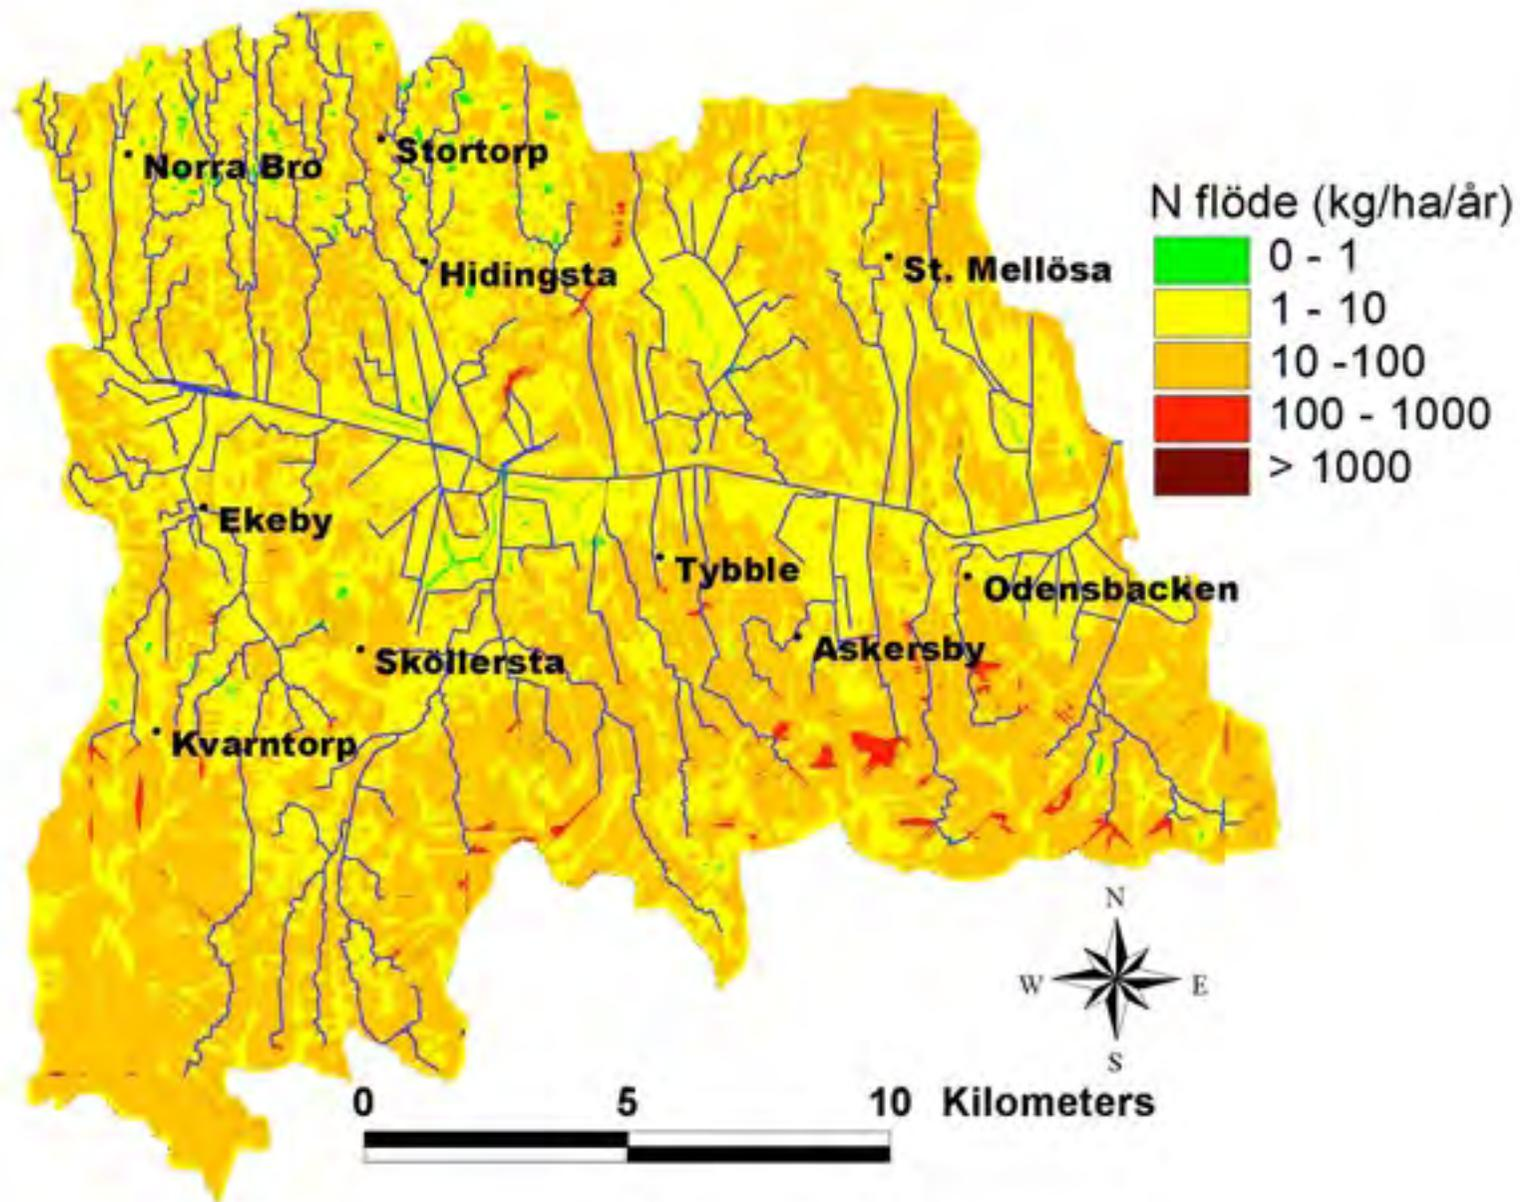 Norra Bro
Stortorp
Hidingsta
St. Mellösa
N flöde (kg/ha/år)
0 - 1
1 - 10
10 -100
100 - 1000
> 1000
Ekeby
Tybble
Odensbacken
Sköllersta
Askersby
Kvarntorp
N
W E
S
0 5 10 Kilometers